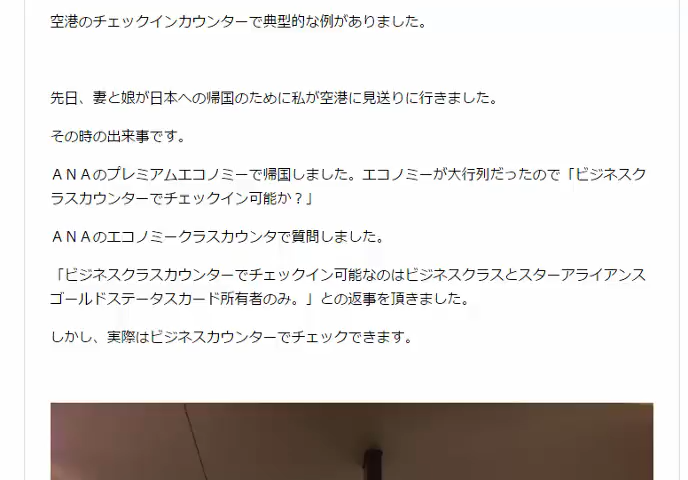 空港のチェックインカウンターで典型的な例がありました。
先日、妻と娘が日本への帰国のために私が空港に見送りに行きました。
その時の出来事です。
ＡＮＡのプレミアムエコノミーで帰国しました。エコノミーが大行列だったので「ビジネスク
ラスカウンターでチェックイン可能か？」
ＡＮＡのエコノミークラスカウンタで質問しました。
「ビジネスクラスカウンターでチェックイン可能なのはビジネスクラスとスターアライアンス
ゴールドステータスカード所有者のみ。」との返事を頂きました。
しかし、実際はビジネスカウンターでチェックできます。